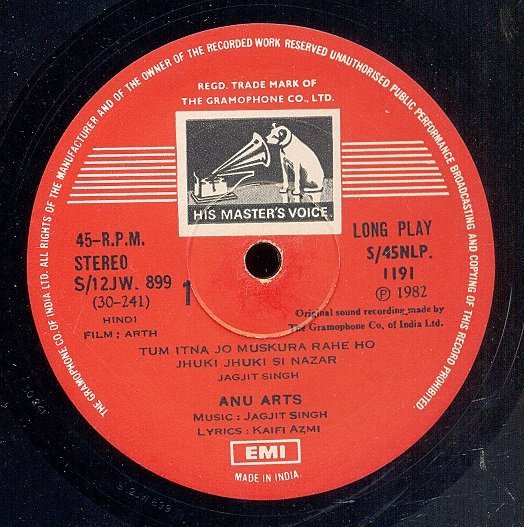 THE GRAMOPHONE CO. OF INDIA LTD. ALL RIGHTS OF THE MANUFACTURER AND OF THE OWNER OF THE RECORDED WORK RESERVED UNAUTHORISED PUBLIC PERFORMANCE BROADCASTING AND COPYING OF THIS RECORD PROHIBITED.
REGD. TRADE MARK OF
THE GRAMOPHONE CO., LTD.
HIS MASTER'S VOICE
45-R.P.M.
STEREO
S/12JW. 899
(30-241)
HINDI
FILM ; ARTH
1
LONG PLAY
S/45NLP.
1191
Ⓟ 1982
Original sound recording made by
The Gramophone Co. of India Ltd.
TUM ITNA JO MUSKURA RAHE HO
JHUKI JHUKI SI NAZAR
JAGJIT SINGH
ANU ARTS
MUSIC : JAGJIT SINGH
LYRICS : KAIFI AZMI
EMI
MADE IN INDIA